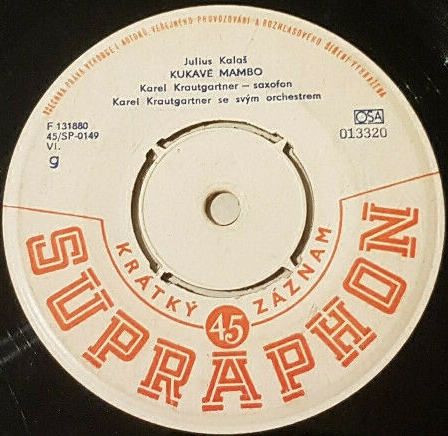 VŠECHNA PRÁVA VÝROBCE I AUTORŮ VEŘEJNÉHO PROVOZOVÁNÍ A ROZHLASOVÉHO ŠÍŘENÍ VYHRAZENA
Julius Kalaš
KUKAVÉ MAMBO
Karel Krautgartner — saxofon
Karel Krautgartner se svým orchestrem
F 131880
45/SP-0149
VI.
g
OSA
013320
KRÁTKÝ 45 ZÁZNAM
SUPRAPHON